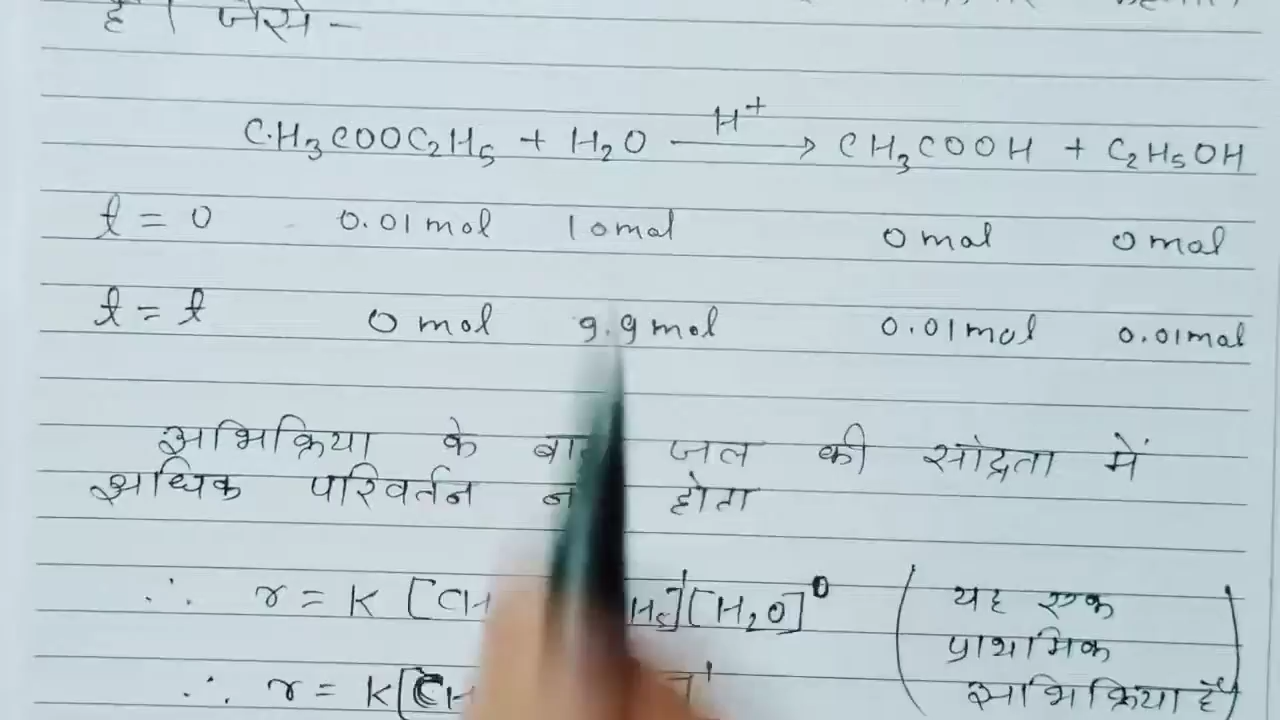 है। जैसे –
CH₃COOC₂H₅ + H₂O —H⁺→ CH₃COOH + C₂H₅OH
t = 0 0.01 mol 10 mol 0 mol 0 mol
t = t 0 mol 9.9 mol 0.01 mol 0.01 mol
अभिक्रिया के जल की सांद्रता में
अधिक परिवर्तन होता
∴ r = K [CH H₅]¹[H₂O]⁰ (यह एक
प्राथमिक
∴ r = K[CH ]¹ अभिक्रिया है)